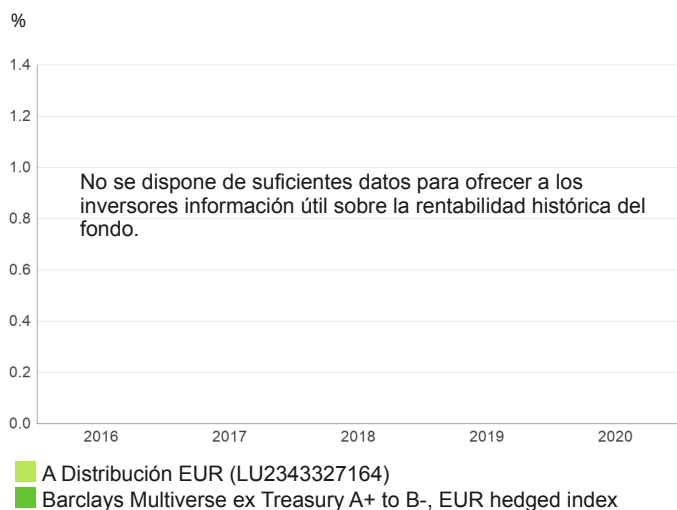 %
1.4
1.2
1.0
No se dispone de suficientes datos para ofrecer a los
inversores información útil sobre la rentabilidad histórica del
0.8
fondo.
0.6
0.4
0.2
0.0
2016 2017 2018 2019 2020
A Distribución EUR (LU2343327164)
Barclays Multiverse ex Treasury A+ to B-, EUR hedged index